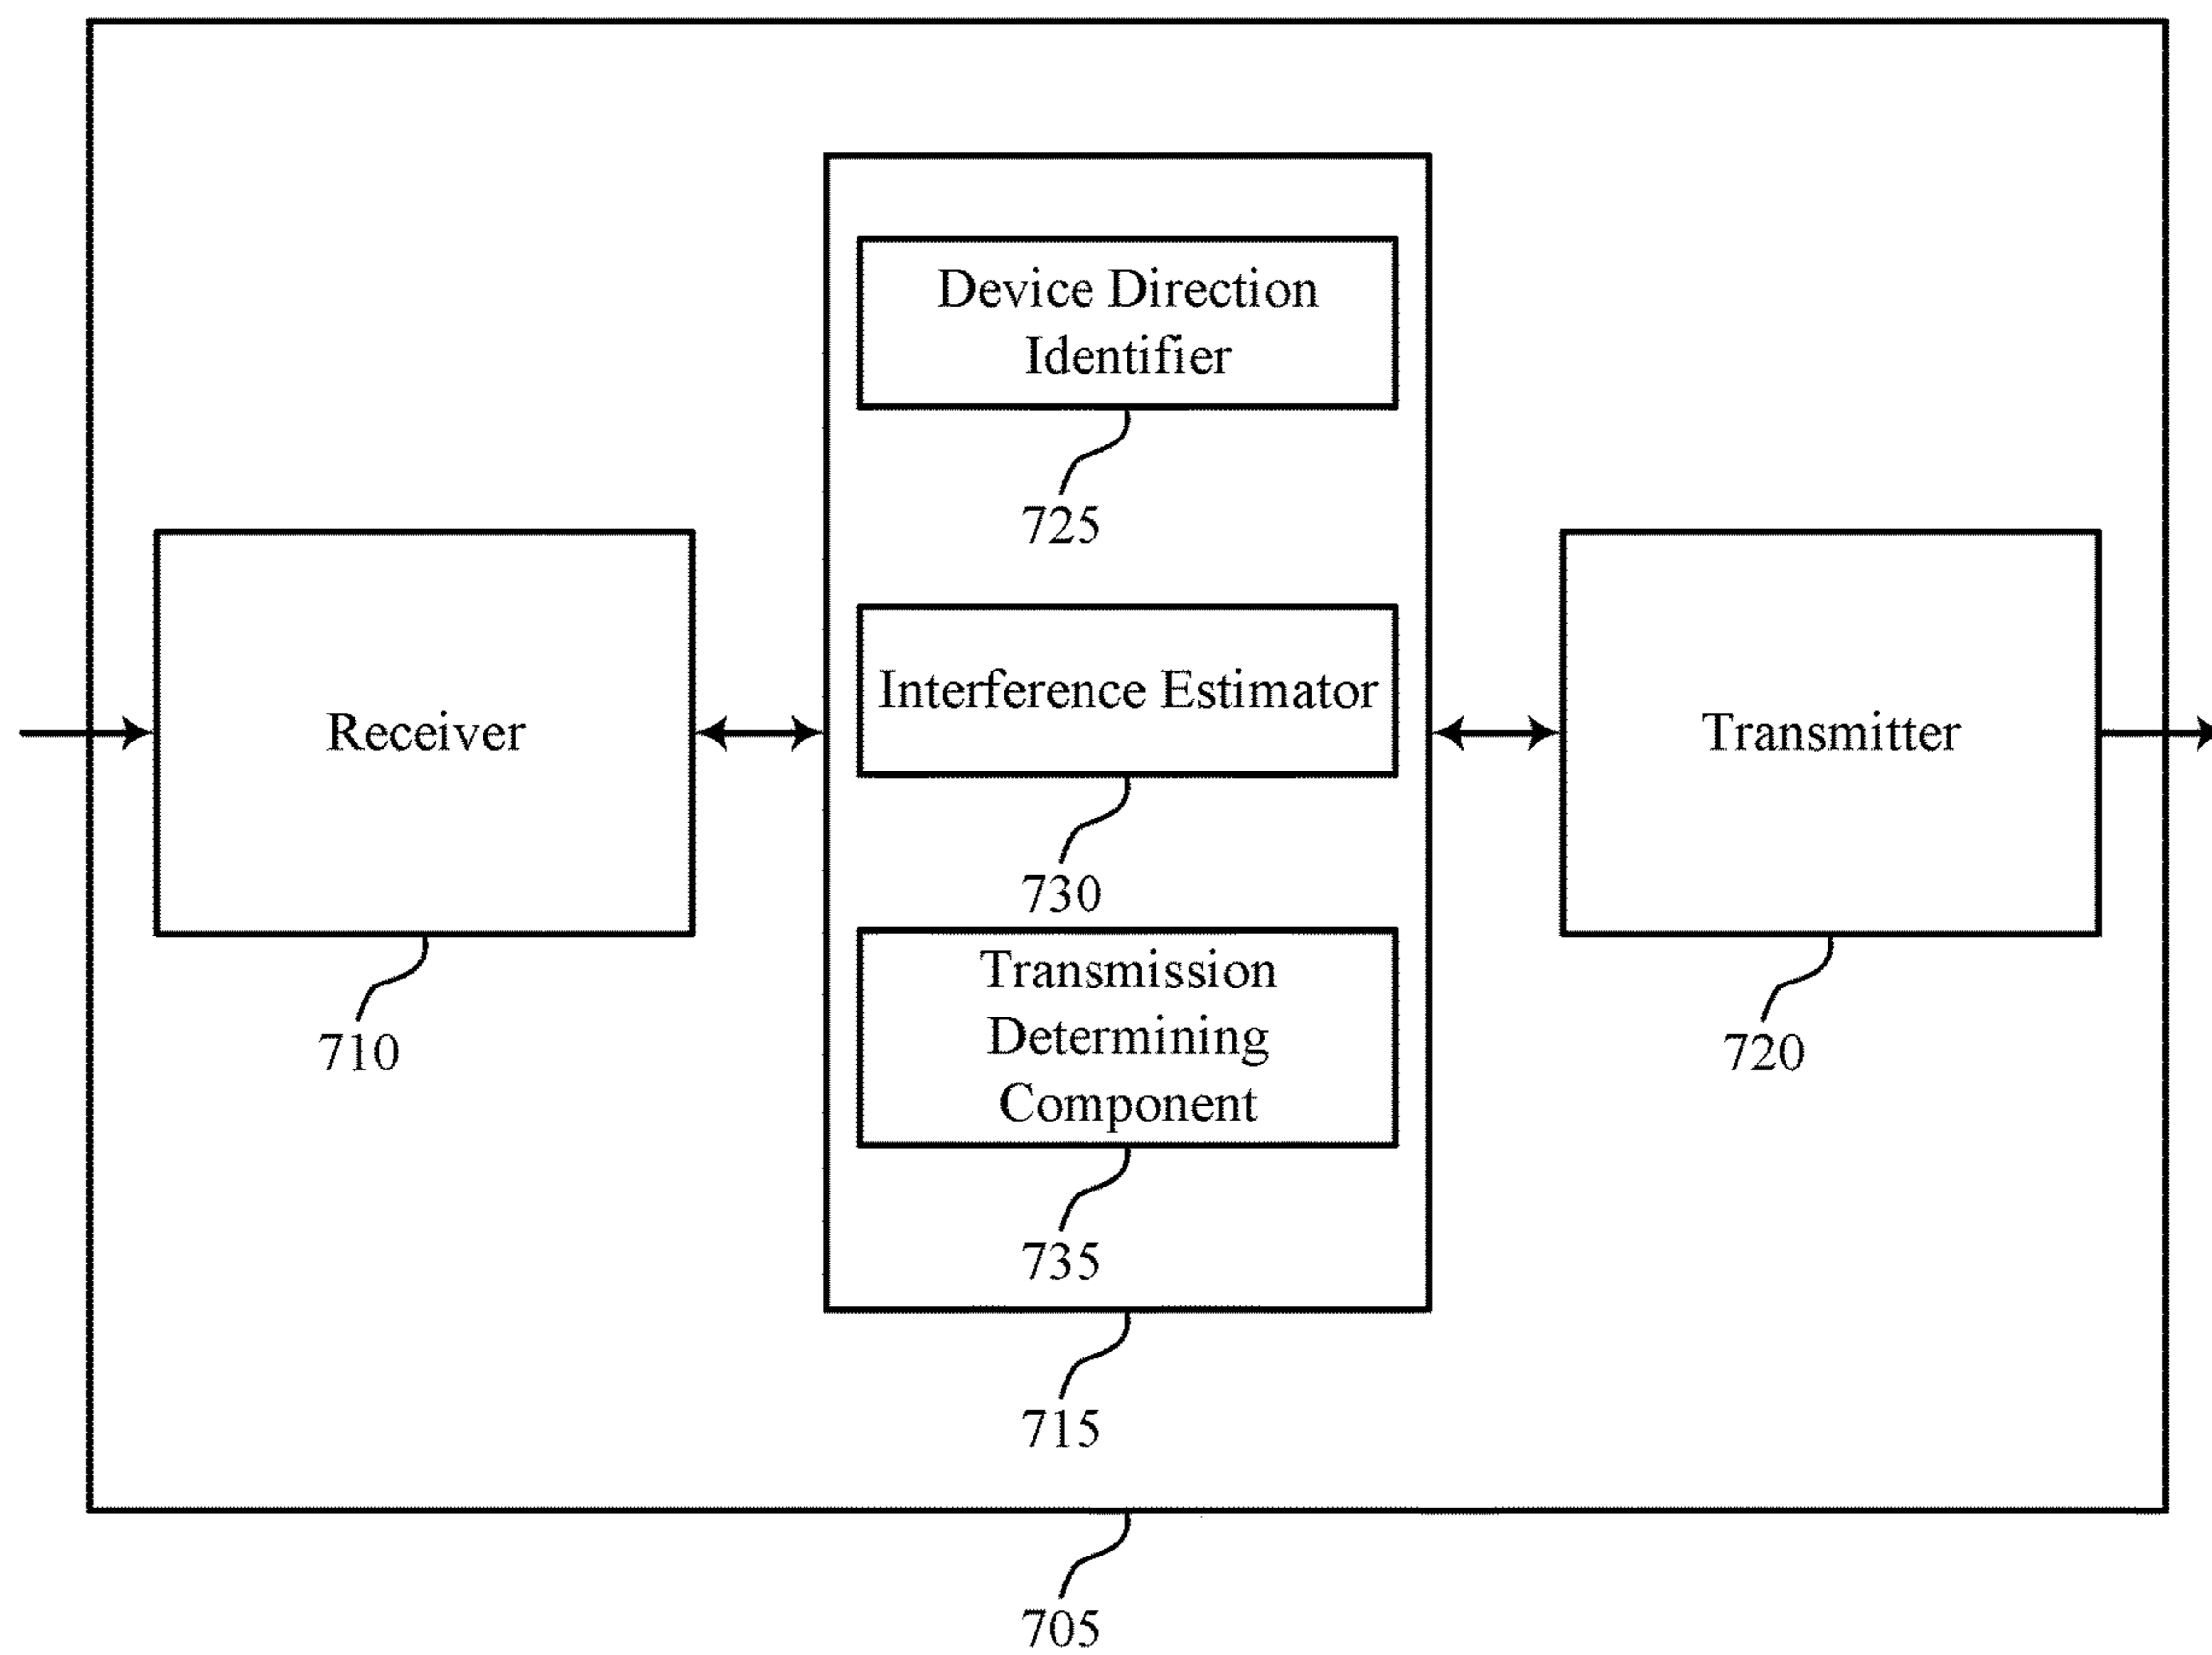 Device Direction
Identifier
725
Receiver
710
Interference Estimator
730
Transmission
Determining
Component
735
Transmitter
720
715
705